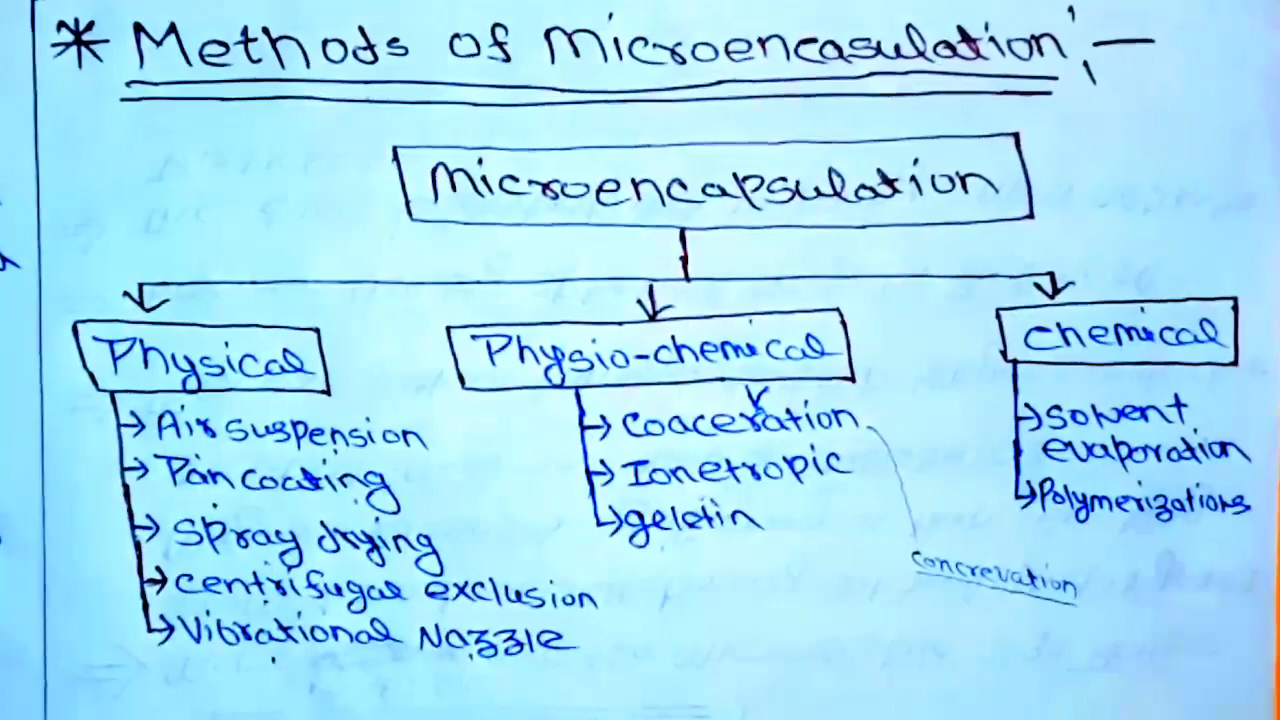 * Methods of Microencasulation :-
Microencapsulation
Physical
Physio-chemical
Chemical
→ Air suspension
→ Pan coating
→ Spray drying
→ Centrifugal exclusion
→ Vibrational Nozzle
→ Coaceration
v
→ Ionetropic
→ geletin
Concrevation
→ Solvent
evaporation
→ Polymerizations